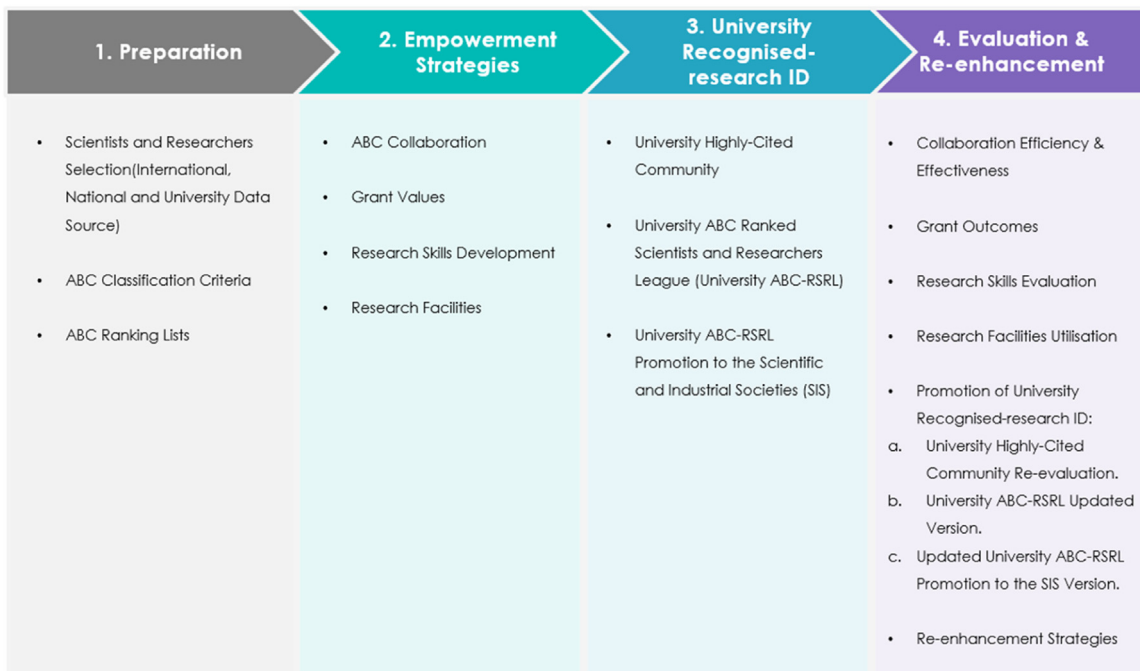 1. Preparation
2. Empowerment
Strategies
3. University
Recognised-
research ID
4. Evaluation &
Re-enhancement
• Scientists and Researchers
Selection(International,
National and University Data
Source)
• ABC Classification Criteria
• ABC Ranking Lists
• ABC Collaboration
• Grant Values
• Research Skills Development
• Research Facilities
• University Highly-Cited
Community
• University ABC Ranked
Scientists and Researchers
League (University ABC-RSRL)
• University ABC-RSRL
Promotion to the Scientific
and Industrial Societies (SIS)
• Collaboration Efficiency &
Effectiveness
• Grant Outcomes
• Research Skills Evaluation
• Research Facilities Utilisation
• Promotion of University
Recognised-research ID:
a. University Highly-Cited
Community Re-evaluation.
b. University ABC-RSRL Updated
Version.
c. Updated University ABC-RSRL
Promotion to the SIS Version.
• Re-enhancement Strategies